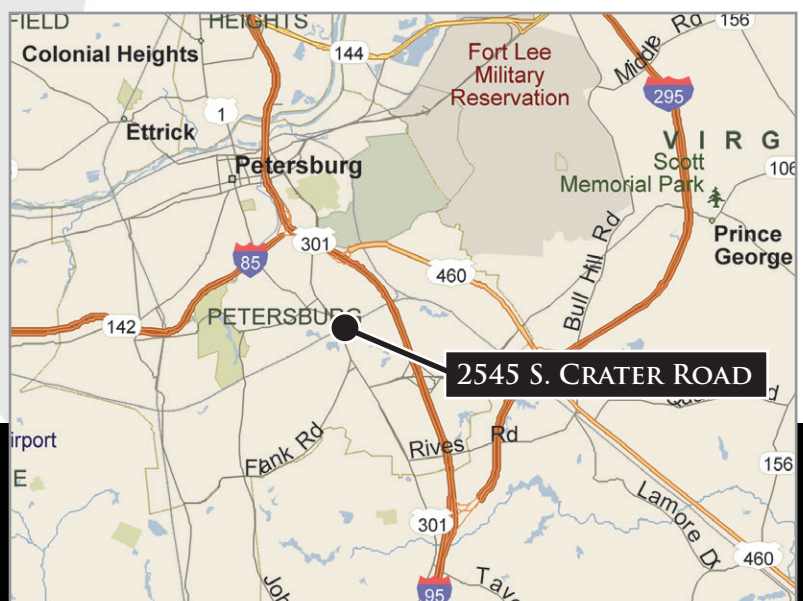 FIELD
HEIGHTS
156
Colonial Heights
144
Fort Lee
Military
Reservation
Middle Rd
295
1
Ettrick
VIRG
Petersburg
Scott
Memorial Park
106
Prince
George
301
85
460
Bull Hill Rd
142
PETERSBURG
2545 S. Crater Road
irport
E
Flank Rd
Rives Rd
156
301
Lamore Dr
460
95